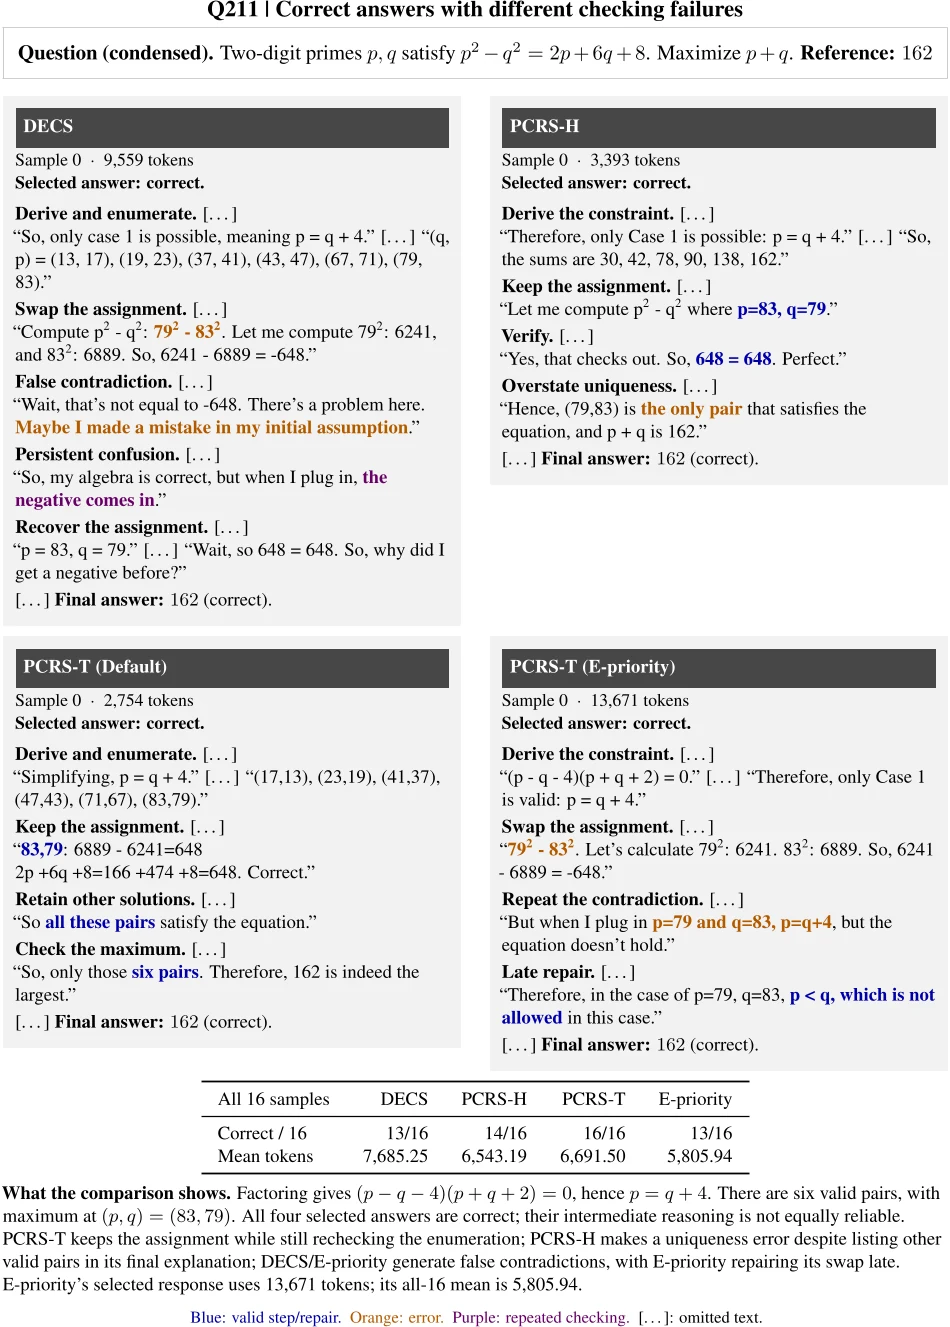 Q211 | Correct answers with different checking failures
Question (condensed). Two-digit primes p, q satisfy p² − q² = 2p + 6q + 8. Maximize p + q. Reference: 162
DECS
Sample 0 · 9,559 tokens
Selected answer: correct.
Derive and enumerate. [...]
“So, only case 1 is possible, meaning p = q + 4.” [...] “(q,
p) = (13, 17), (19, 23), (37, 41), (43, 47), (67, 71), (79,
83).”
Swap the assignment. [...]
“Compute p² - q²: 79² - 83². Let me compute 79²: 6241,
and 83²: 6889. So, 6241 - 6889 = -648.”
False contradiction. [...]
“Wait, that’s not equal to -648. There’s a problem here.
Maybe I made a mistake in my initial assumption.”
Persistent confusion. [...]
“So, my algebra is correct, but when I plug in, the
negative comes in.”
Recover the assignment. [...]
“p = 83, q = 79.” [...] “Wait, so 648 = 648. So, why did I
get a negative before?”
[...] Final answer: 162 (correct).
PCRS-H
Sample 0 · 3,393 tokens
Selected answer: correct.
Derive the constraint. [...]
“Therefore, only Case 1 is possible: p = q + 4.” [...] “So,
the sums are 30, 42, 78, 90, 138, 162.”
Keep the assignment. [...]
“Let me compute p² - q² where p=83, q=79.”
Verify. [...]
“Yes, that checks out. So, 648 = 648. Perfect.”
Overstate uniqueness. [...]
“Hence, (79,83) is the only pair that satisfies the
equation, and p + q is 162.”
[...] Final answer: 162 (correct).
PCRS-T (Default)
Sample 0 · 2,754 tokens
Selected answer: correct.
Derive and enumerate. [...]
“Simplifying, p = q + 4.” [...] “(17,13), (23,19), (41,37),
(47,43), (71,67), (83,79).”
Keep the assignment. [...]
“83,79: 6889 - 6241=648
2p +6q +8=166 +474 +8=648. Correct.”
Retain other solutions. [...]
“So all these pairs satisfy the equation.”
Check the maximum. [...]
“So, only those six pairs. Therefore, 162 is indeed the
largest.”
[...] Final answer: 162 (correct).
PCRS-T (E-priority)
Sample 0 · 13,671 tokens
Selected answer: correct.
Derive the constraint. [...]
“(p - q - 4)(p + q + 2) = 0.” [...] “Therefore, only Case 1
is valid: p = q + 4.”
Swap the assignment. [...]
“79² - 83². Let’s calculate 79²: 6241. 83²: 6889. So, 6241
- 6889 = -648.”
Repeat the contradiction. [...]
“But when I plug in p=79 and q=83, p=q+4, but the
equation doesn’t hold.”
Late repair. [...]
“Therefore, in the case of p=79, q=83, p < q, which is not
allowed in this case.”
[...] Final answer: 162 (correct).
All 16 samples DECS PCRS-H PCRS-T E-priority
Correct / 16 13/16 14/16 16/16 13/16
Mean tokens 7,685.25 6,543.19 6,691.50 5,805.94
What the comparison shows. Factoring gives (p − q − 4)(p + q + 2) = 0, hence p = q + 4. There are six valid pairs, with
maximum at (p, q) = (83, 79). All four selected answers are correct; their intermediate reasoning is not equally reliable.
PCRS-T keeps the assignment while still rechecking the enumeration; PCRS-H makes a uniqueness error despite listing other
valid pairs in its final explanation; DECS/E-priority generate false contradictions, with E-priority repairing its swap late.
E-priority’s selected response uses 13,671 tokens; its all-16 mean is 5,805.94.
Blue: valid step/repair. Orange: error. Purple: repeated checking. [...]: omitted text.